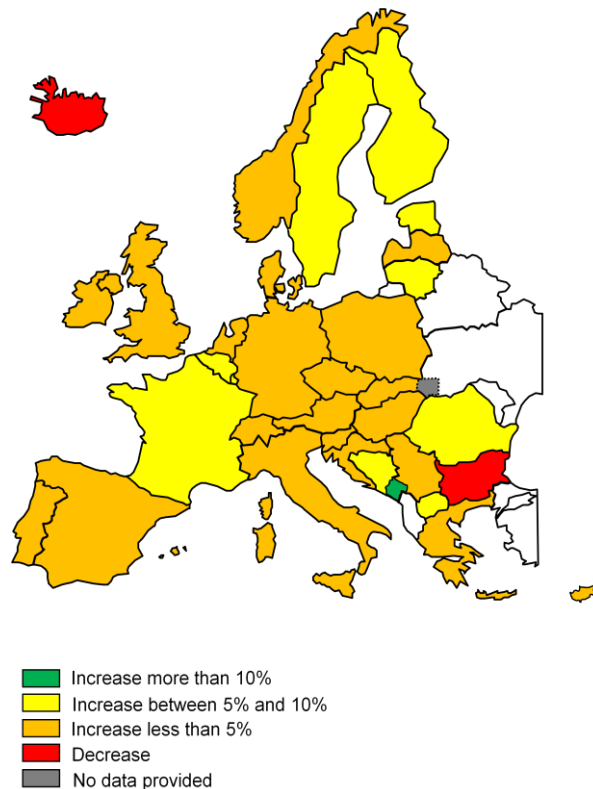 Increase more than 10%
Increase between 5% and 10%
Increase less than 5%
Decrease
No data provided